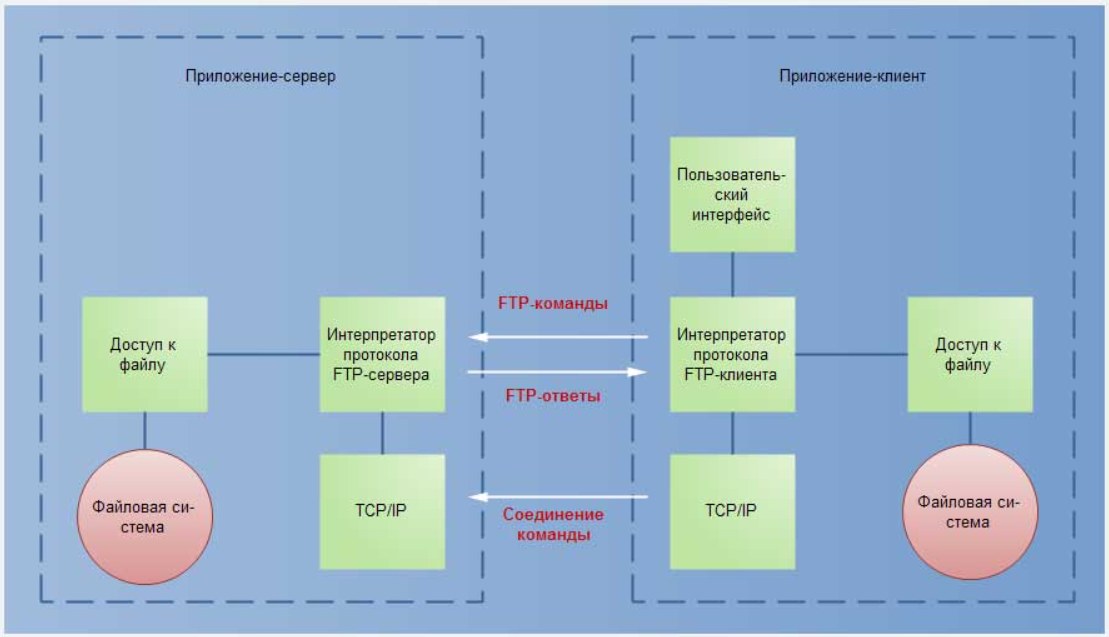 Приложение-сервер
Приложение-клиент
Пользователь-
ский
интерфейс
FTP-команды
Доступ к
файлу
Интерпретатор
протокола
FTP-сервера
Интерпретатор
протокола
FTP-клиента
Доступ к
файлу
FTP-ответы
Файловая си-
стема
TCP/IP
Соединение
команды
TCP/IP
Файловая си-
стема